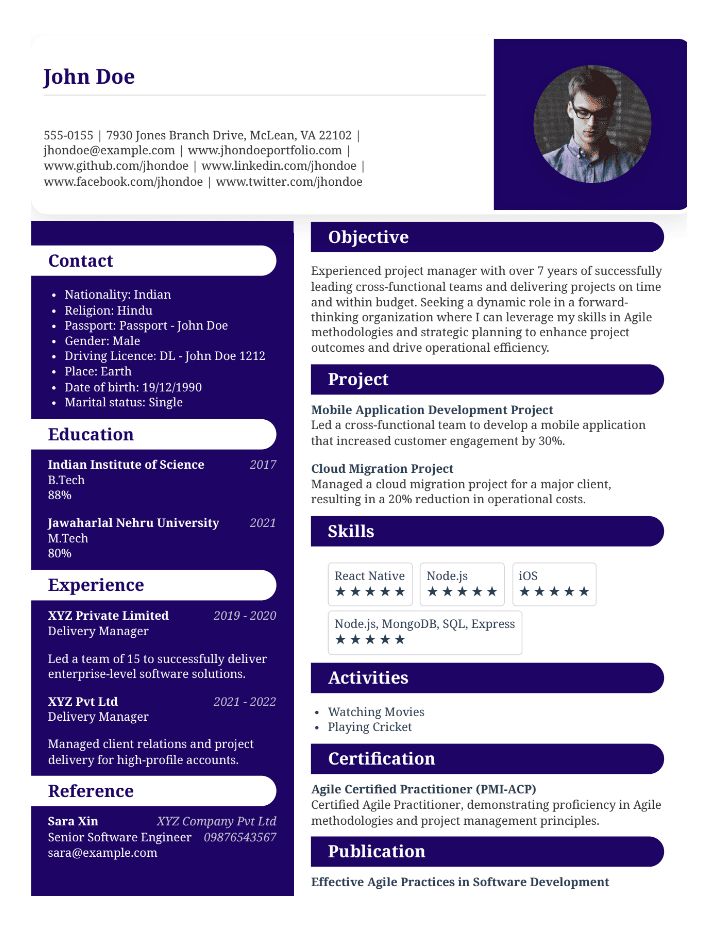 John Doe
555-0155 | 7930 Jones Branch Drive, McLean, VA 22102 |
jhondoe@example.com | www.jhondoeportfolio.com |
www.github.com/jhondoe | www.linkedin.com/jhondoe |
www.facebook.com/jhondoe | www.twitter.com/jhondoe
Contact
• Nationality: Indian
• Religion: Hindu
• Passport: Passport - John Doe
• Gender: Male
• Driving Licence: DL - John Doe 1212
• Place: Earth
• Date of birth: 19/12/1990
• Marital status: Single
Education
Indian Institute of Science 2017
B.Tech
88%
Jawaharlal Nehru University 2021
M.Tech
80%
Experience
XYZ Private Limited 2019 - 2020
Delivery Manager
Led a team of 15 to successfully deliver
enterprise-level software solutions.
XYZ Pvt Ltd 2021 - 2022
Delivery Manager
Managed client relations and project
delivery for high-profile accounts.
Reference
Sara Xin XYZ Company Pvt Ltd
Senior Software Engineer 09876543567
sara@example.com
Objective
Experienced project manager with over 7 years of successfully
leading cross-functional teams and delivering projects on time
and within budget. Seeking a dynamic role in a forward-
thinking organization where I can leverage my skills in Agile
methodologies and strategic planning to enhance project
outcomes and drive operational efficiency.
Project
Mobile Application Development Project
Led a cross-functional team to develop a mobile application
that increased customer engagement by 30%.
Cloud Migration Project
Managed a cloud migration project for a major client,
resulting in a 20% reduction in operational costs.
Skills
React Native Node.js iOS
★★★★★ ★★★★★ ★★★★★
Node.js, MongoDB, SQL, Express
★★★★★
Activities
• Watching Movies
• Playing Cricket
Certification
Agile Certified Practitioner (PMI-ACP)
Certified Agile Practitioner, demonstrating proficiency in Agile
methodologies and project management principles.
Publication
Effective Agile Practices in Software Development